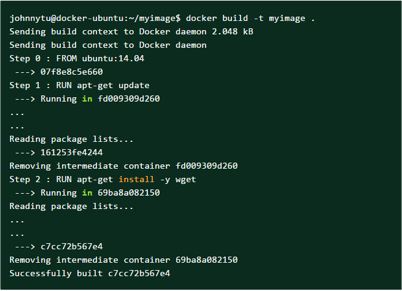 johnnytu@docker-ubuntu:~/myimage$ docker build -t myimage .
Sending build context to Docker daemon 2.048 kB
Sending build context to Docker daemon
Step 0 : FROM ubuntu:14.04
 ---> 07f8e8c5e660
Step 1 : RUN apt-get update
 ---> Running in fd009309d260
...
...
Reading package lists...
 ---> 161253fe4244
Removing intermediate container fd009309d260
Step 2 : RUN apt-get install -y wget
 ---> Running in 69ba8a082150
Reading package lists...
...
...
 ---> c7cc72b567e4
Removing intermediate container 69ba8a082150
Successfully built c7cc72b567e4